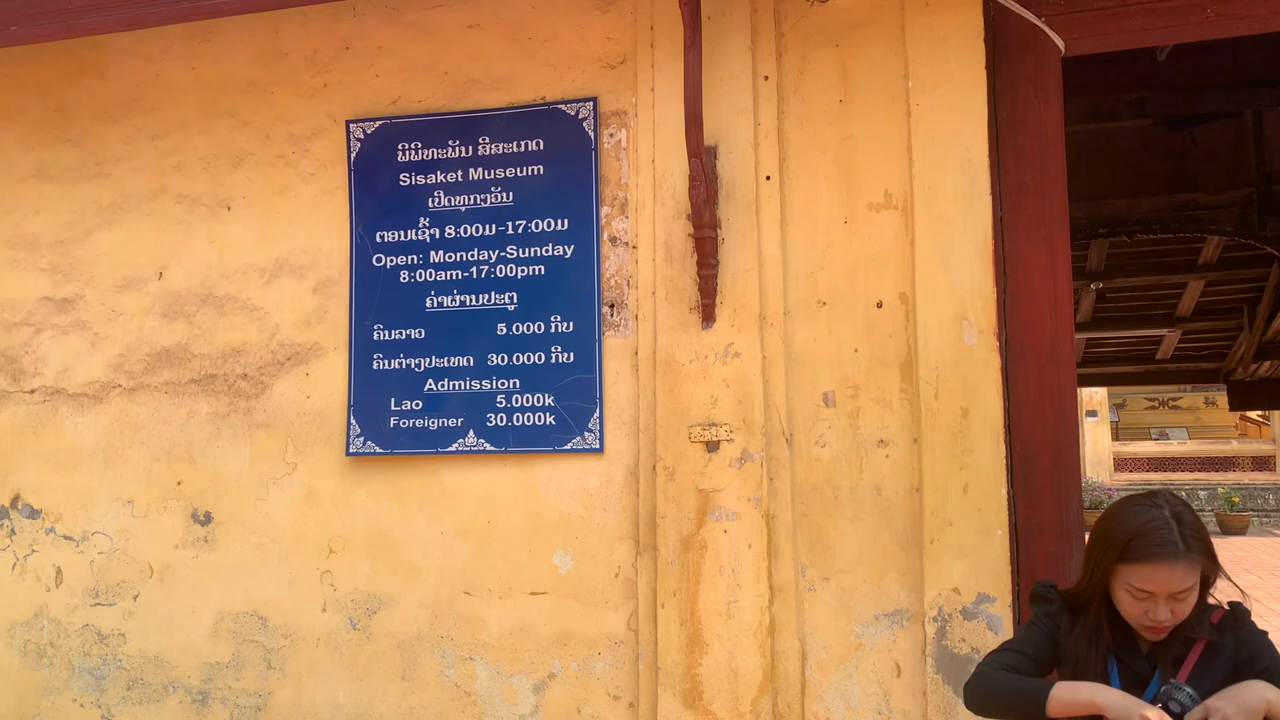 ພິພິທະພັນ ສີສະເກດ
Sisaket Museum
ເປີດທຸກໆວັນ
ຕອນເຊົ້າ 8:00ມ-17:00ມ
Open: Monday-Sunday
8:00am-17:00pm
ຄ່າຜ່ານປະຕູ
ຄົນລາວ 5.000 ກີບ
ຄົນຕ່າງປະເທດ 30.000 ກີບ
Admission
Lao 5.000k
Foreigner 30.000k